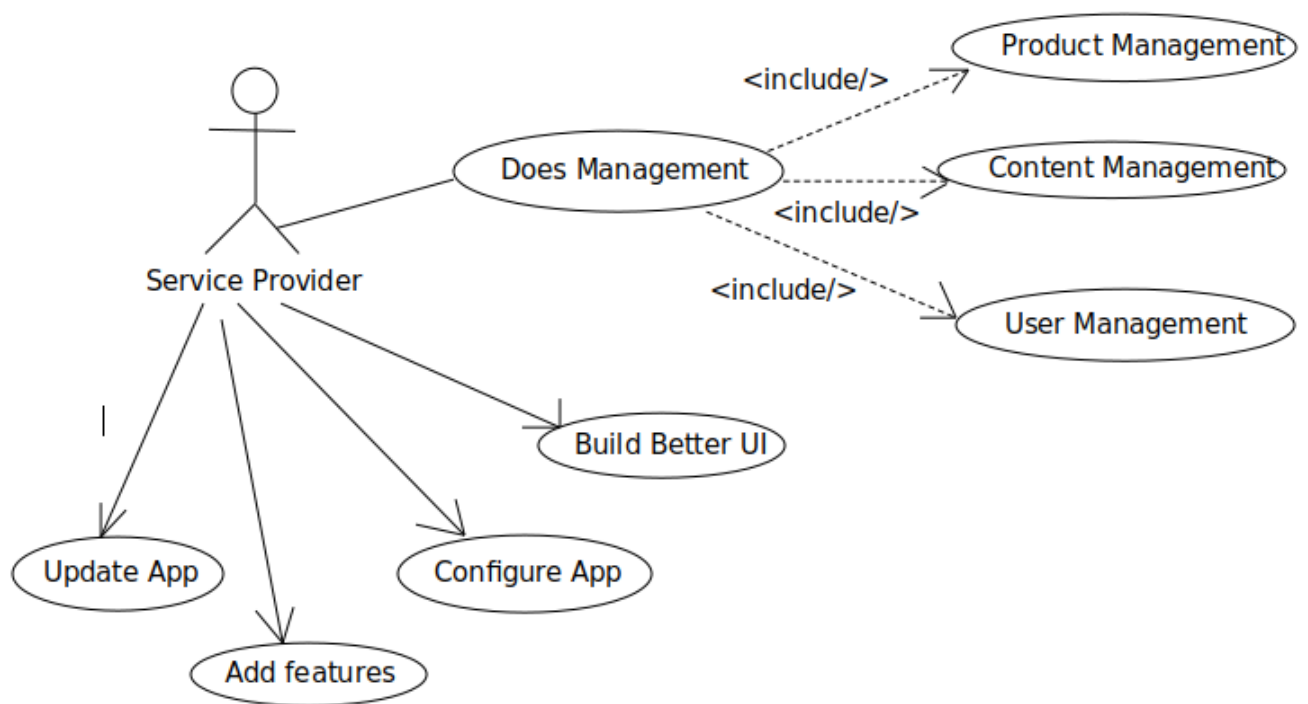 Product Management
<include/>
Does Management
Content Management
<include/>
Service Provider
<include/>
User Management
Build Better UI
Update App
Configure App
Add features